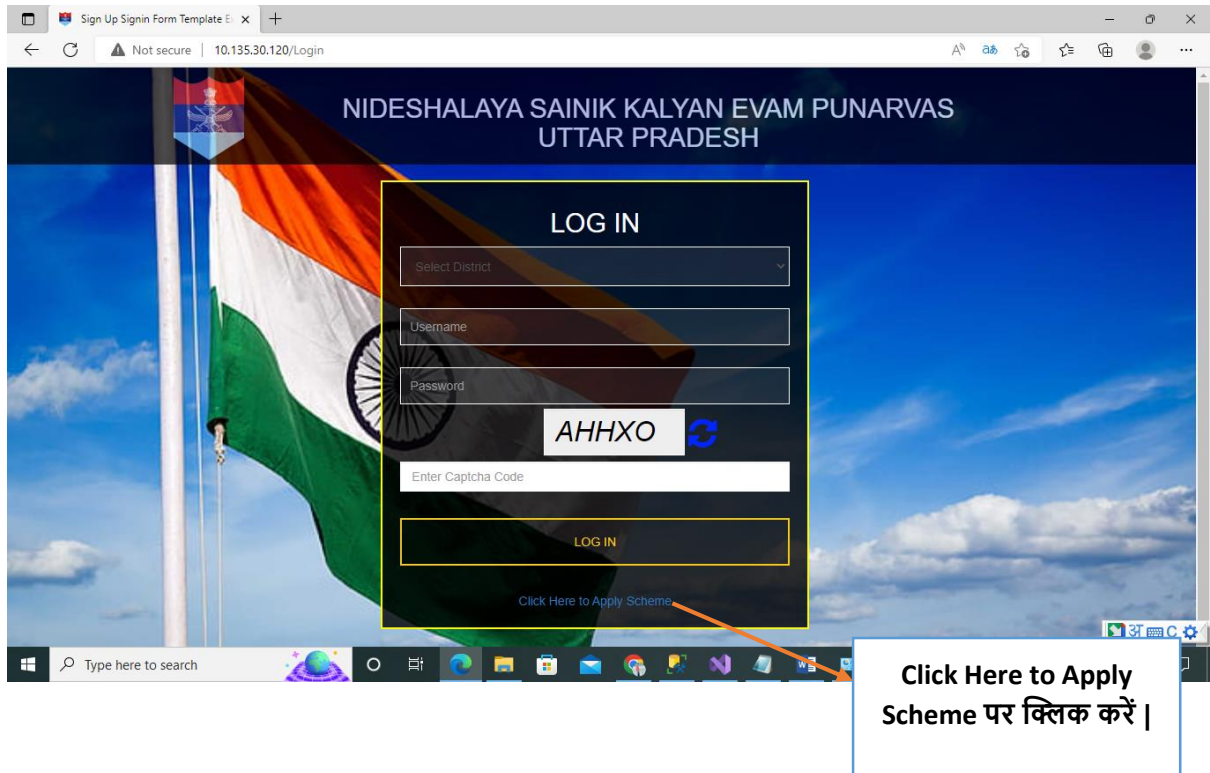 Sign Up Signin Form Template E
Not secure | 10.135.30.120/Login
NIDESHALAYA SAINIK KALYAN EVAM PUNARVAS
UTTAR PRADESH
LOG IN
Select District
Username
Password
AHHXO
Enter Captcha Code
LOG IN
Click Here to Apply Scheme
अ
Type here to search
Click Here to Apply
Scheme पर क्लिक करें |